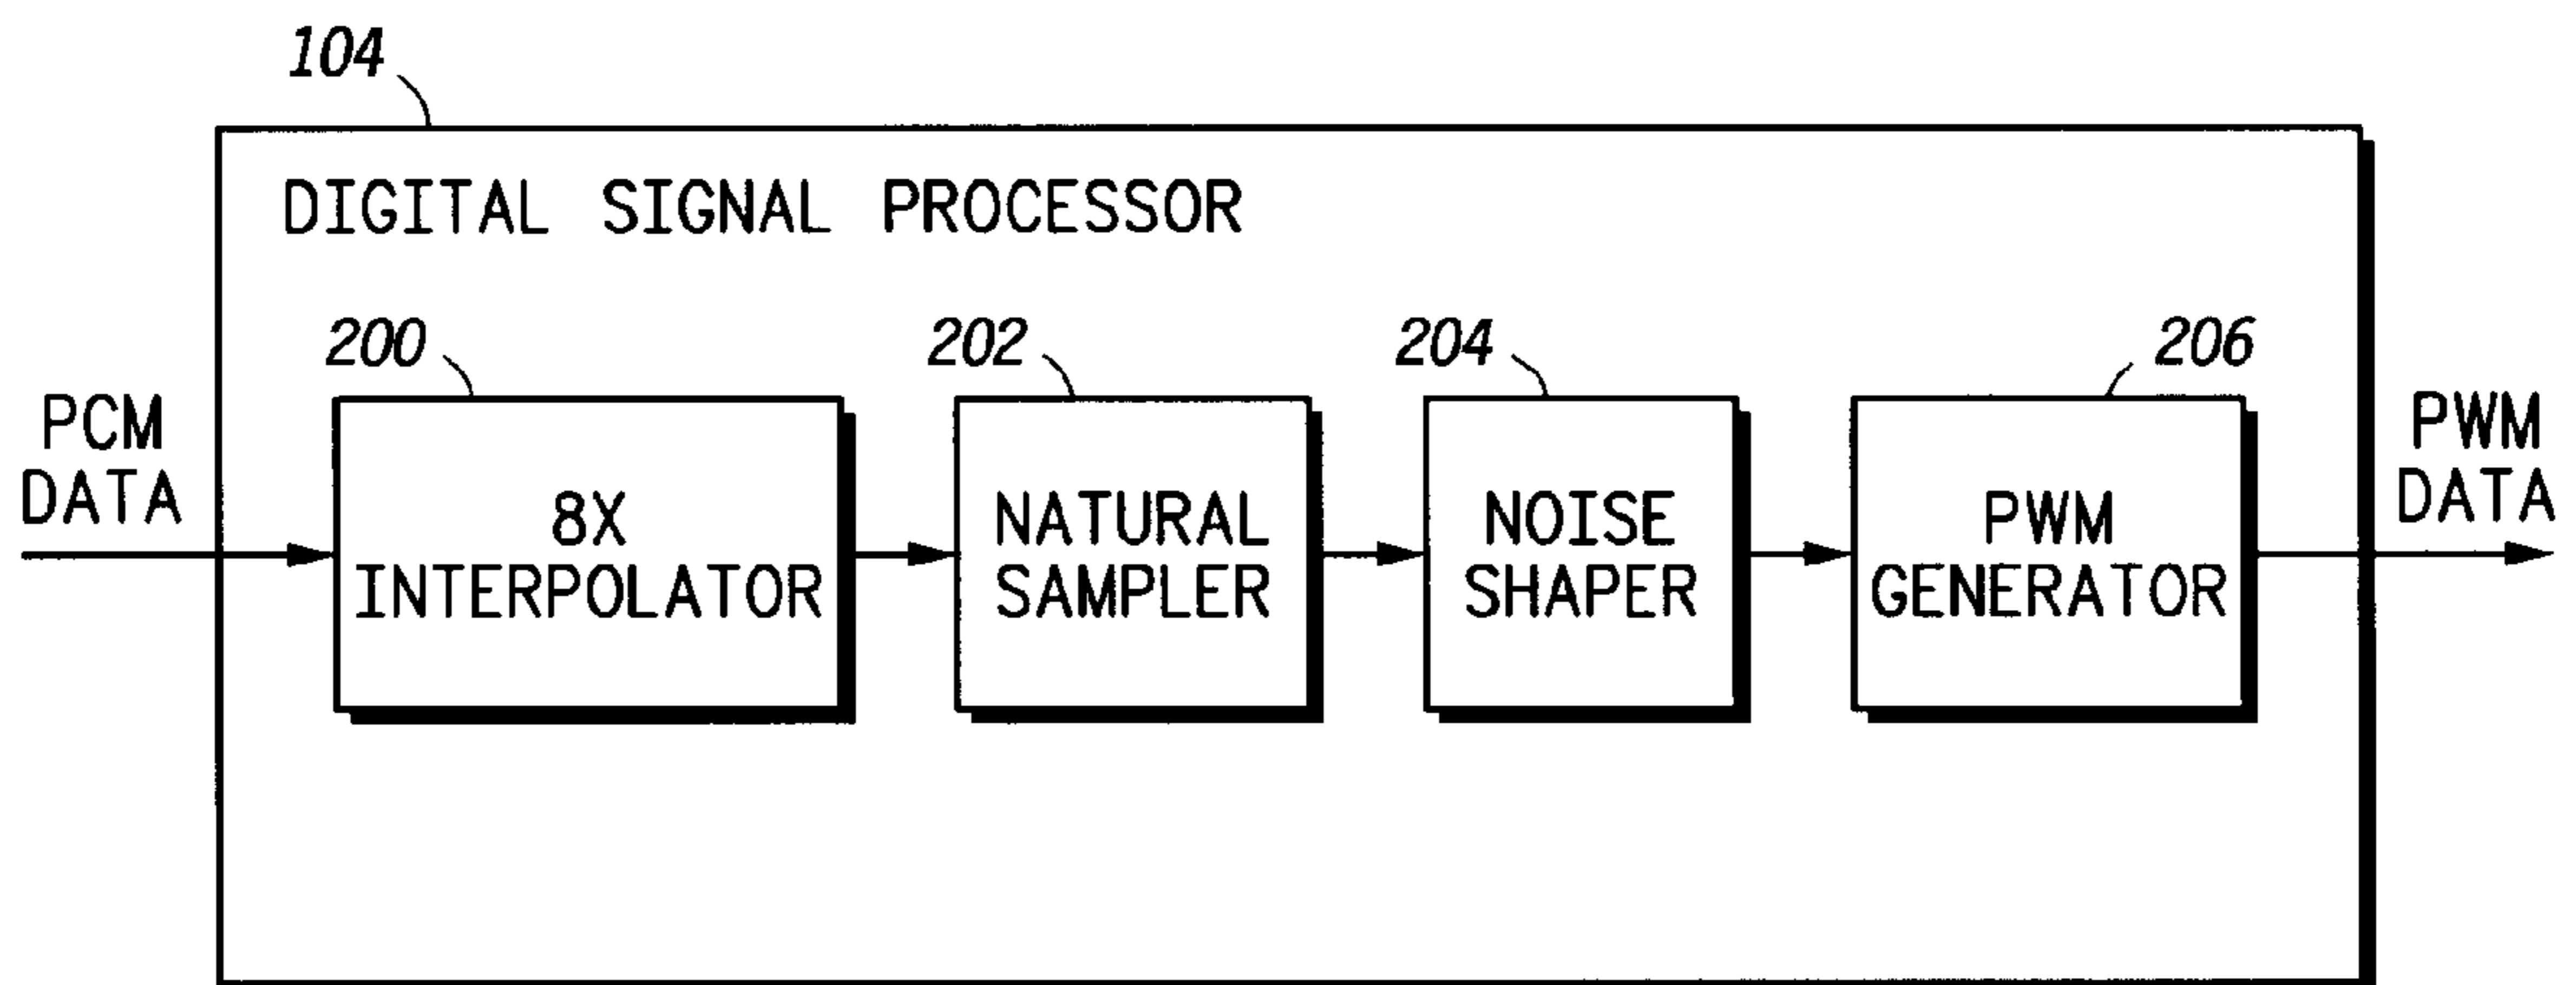 104
DIGITAL SIGNAL PROCESSOR
200
202
204
206
PCM
DATA
8X
INTERPOLATOR
NATURAL
SAMPLER
NOISE
SHAPER
PWM
GENERATOR
PWM
DATA